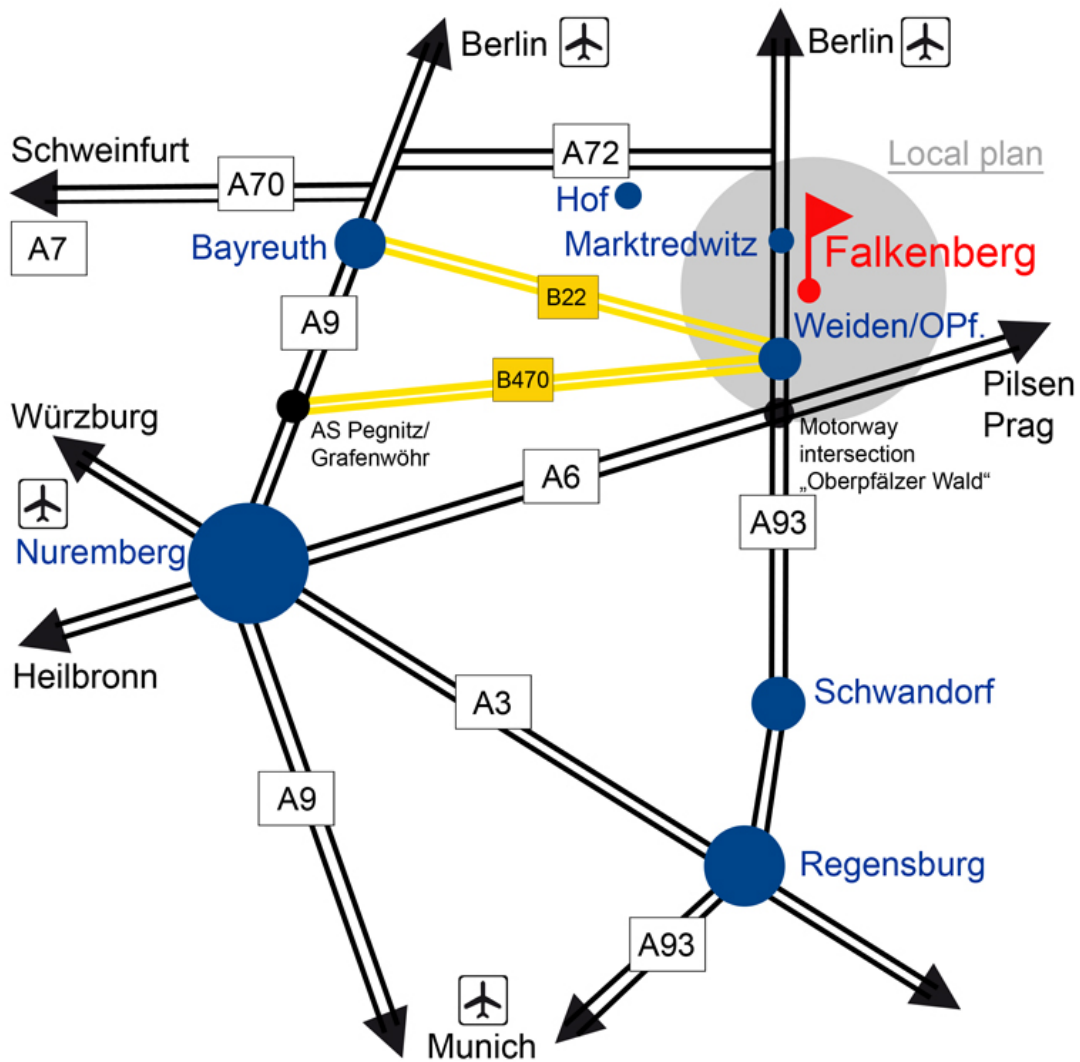 Berlin
Berlin
Schweinfurt
A72
Local plan
A70
Hof
A7
Bayreuth
Marktredwitz
Falkenberg
B22
A9
Weiden/OPf.
B470
Pilsen
Prag
Würzburg
AS Pegnitz/
Grafenwöhr
Motorway
intersection
„Oberpfälzer Wald“
A6
A93
Nuremberg
Heilbronn
Schwandorf
A3
A9
Regensburg
A93
Munich